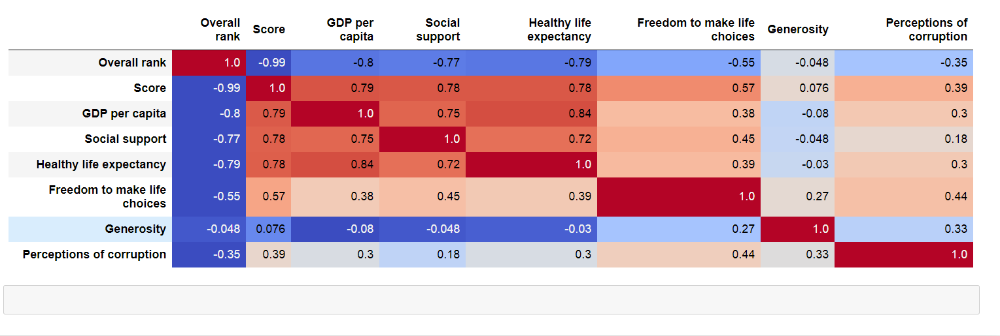 Overall rank Score GDP per capita Social support Healthy life expectancy Freedom to make life choices Generosity Perceptions of corruption
Overall rank 1.0 -0.99 -0.8 -0.77 -0.79 -0.55 -0.048 -0.35
Score -0.99 1.0 0.79 0.78 0.78 0.57 0.076 0.39
GDP per capita -0.8 0.79 1.0 0.75 0.84 0.38 -0.08 0.3
Social support -0.77 0.78 0.75 1.0 0.72 0.45 -0.048 0.18
Healthy life expectancy -0.79 0.78 0.84 0.72 1.0 0.39 -0.03 0.3
Freedom to make life choices -0.55 0.57 0.38 0.45 0.39 1.0 0.27 0.44
Generosity -0.048 0.076 -0.08 -0.048 -0.03 0.27 1.0 0.33
Perceptions of corruption -0.35 0.39 0.3 0.18 0.3 0.44 0.33 1.0